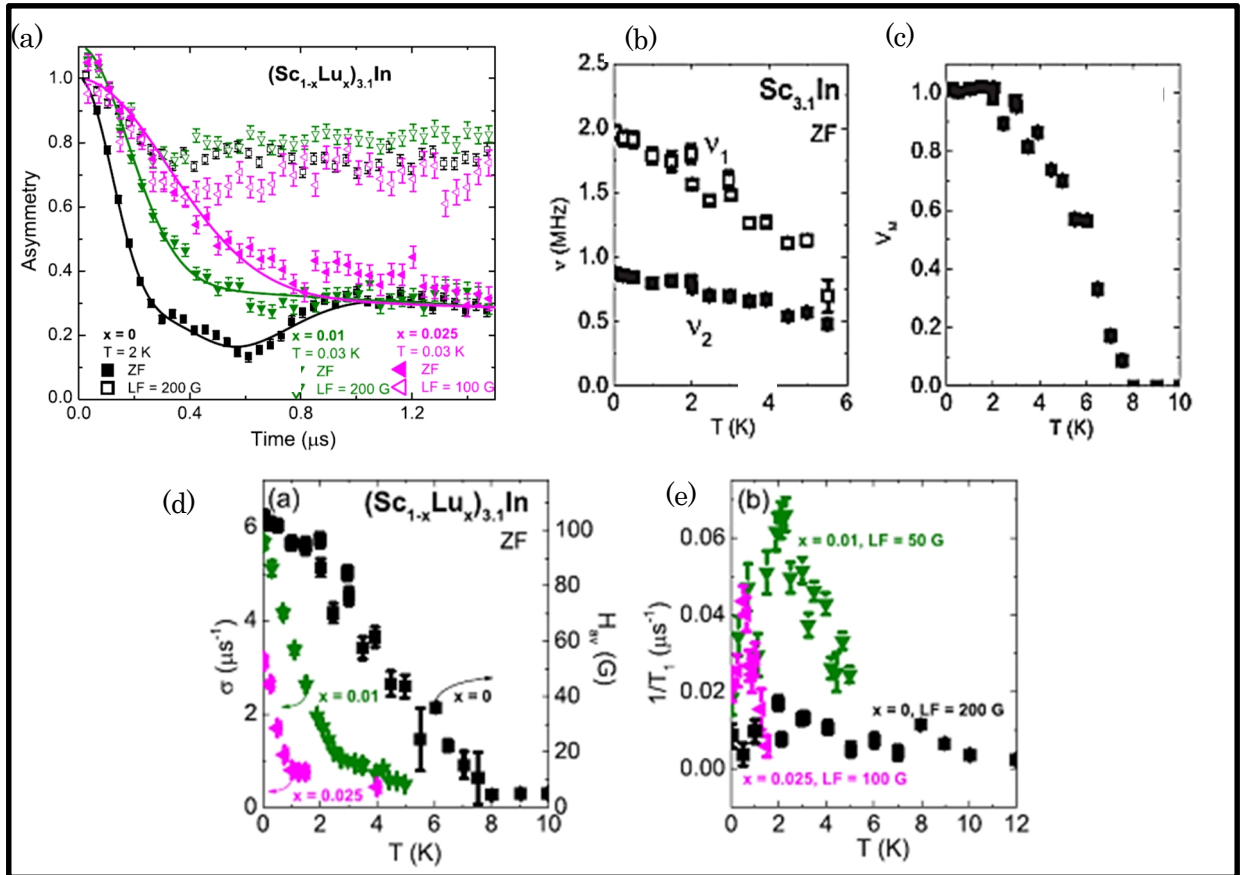 (a)
(Sc1-xLux)3.1In
Asymmetry
1.0
0.8
0.6
0.4
0.2
0.0
0.0 0.4 0.8 1.2
Time (μs)
x = 0
T = 2 K
ZF
LF = 200 G
x = 0.01
T = 0.03 K
ZF
LF = 200 G
x = 0.025
T = 0.03 K
ZF
LF = 100 G
(b)
Sc3.1In
ZF
ν (MHz)
2.5
2.0
1.5
1.0
0.5
0.0
ν1
ν2
0 2 4 6
T (K)
(c)
VM
1.0
0.8
0.6
0.4
0.2
0.0
0 2 4 6 8 10
T (K)
(d)
(a)
(Sc1-xLux)3.1In
ZF
σ (μs-1)
6
4
2
0
Hav (G)
100
80
60
40
20
0
x = 0.01
x = 0
x = 0.025
0 2 4 6 8 10
T (K)
(e)
(b)
1/T1 (μs-1)
0.06
0.04
0.02
0.00
x = 0.01, LF = 50 G
x = 0, LF = 200 G
x = 0.025, LF = 100 G
0 2 4 6 8 10 12
T (K)